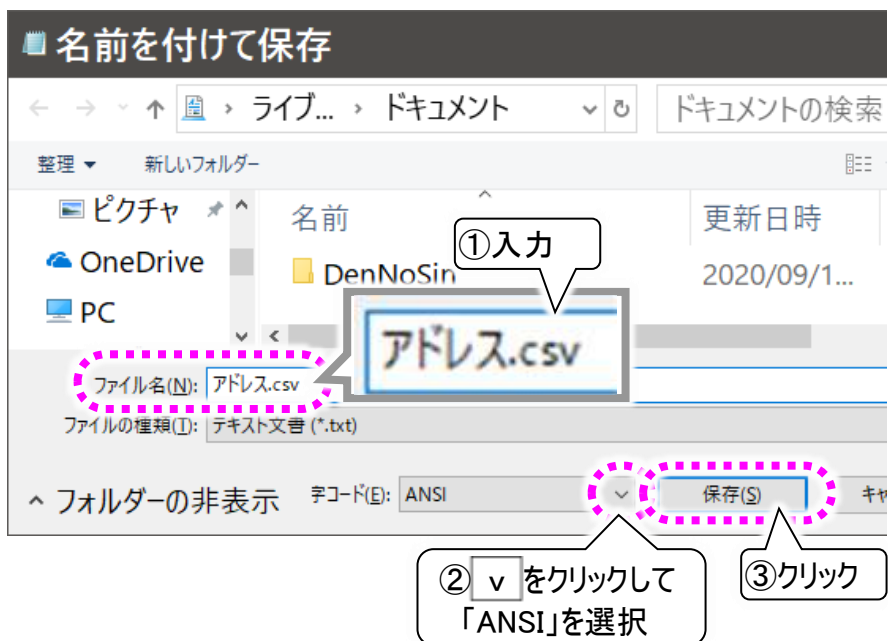 名前を付けて保存
ライブ... › ドキュメント
ドキュメントの検索
整理 新しいフォルダー
ピクチャ
OneDrive
PC
名前
更新日時
①入力
DenNoSin
2020/09/1...
アドレス.csv
ファイル名(N): アドレス.csv
ファイルの種類(T): テキスト文書 (*.txt)
フォルダーの非表示
字コード(E): ANSI
保存(S)
キャ
② v をクリックして
「ANSI」を選択
③クリック